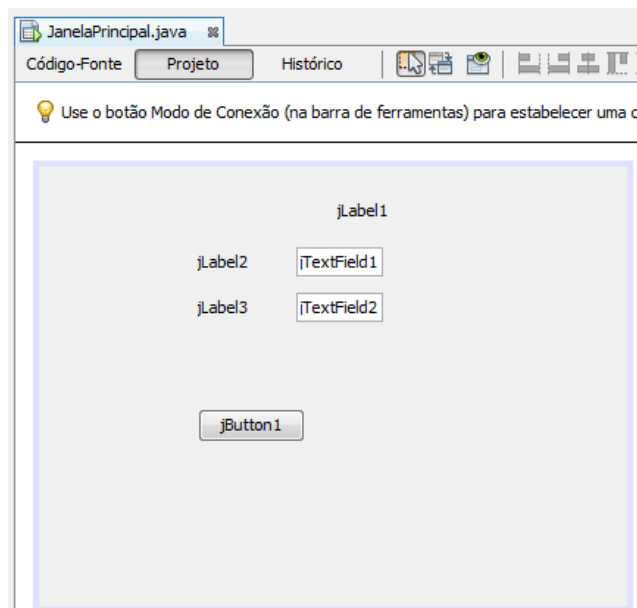 JanelaPrincipal.java
Código-Fonte Projeto Histórico
Use o botão Modo de Conexão (na barra de ferramentas) para estabelecer uma
jLabel1
jLabel2 jTextField1
jLabel3 jTextField2
jButton1